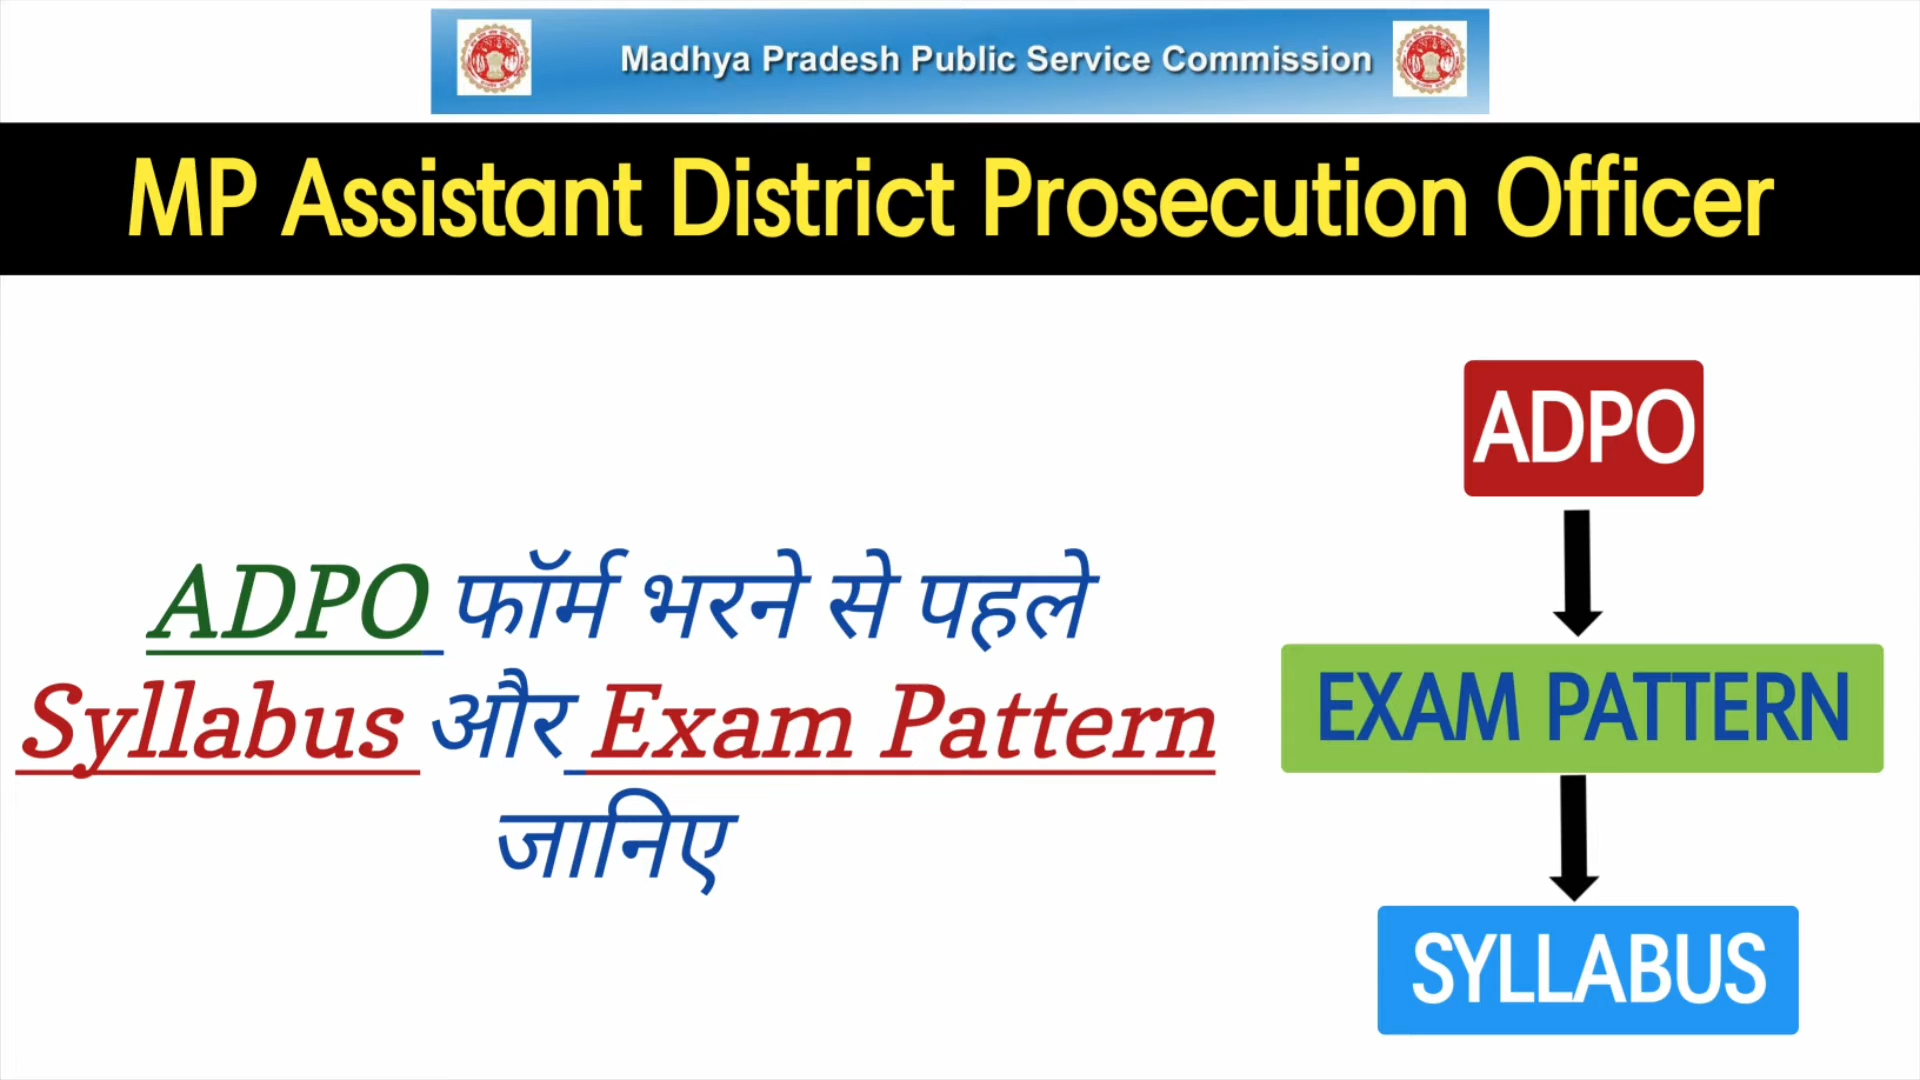 Madhya Pradesh Public Service Commission
MP Assistant District Prosecution Officer
ADPO फॉर्म भरने से पहले
Syllabus और Exam Pattern
जानिए
ADPO
EXAM PATTERN
SYLLABUS